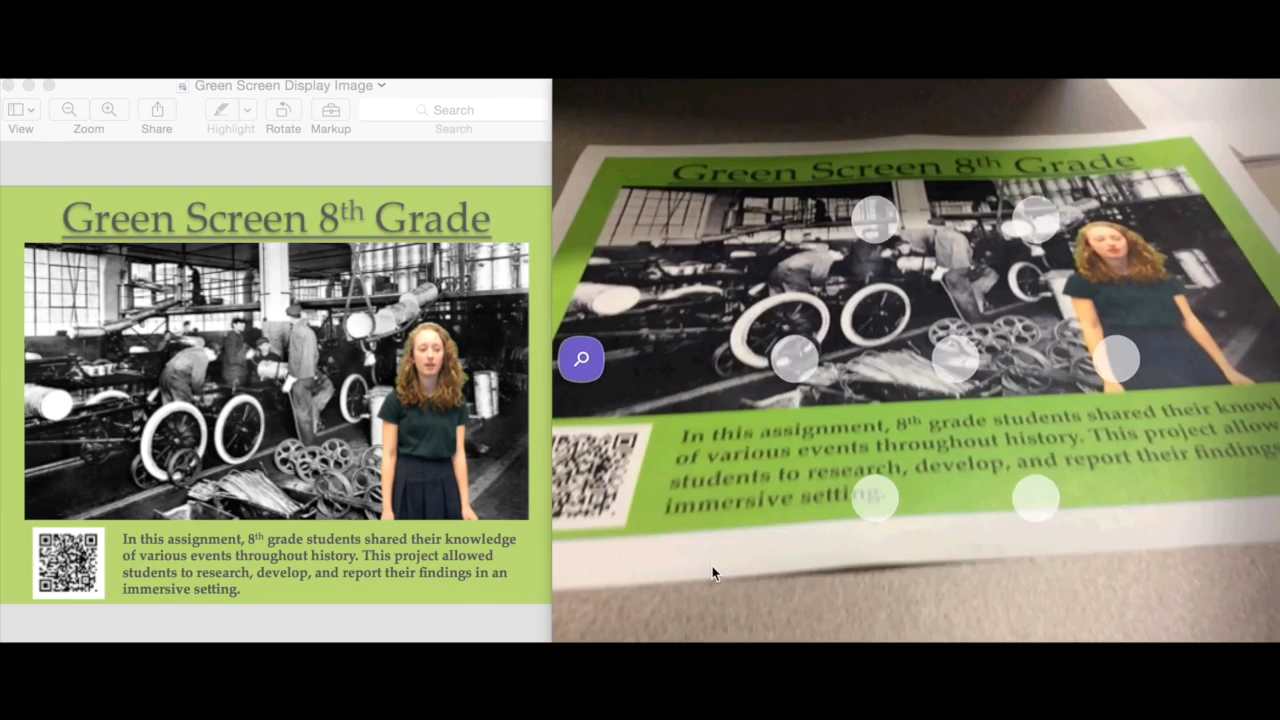 Green Screen Display Image
View
Zoom
Share
Highlight
Rotate
Markup
Search
Search
Green Screen 8th Grade
In this assignment, 8th grade students shared their knowledge
of various events throughout history. This project allowed
students to research, develop, and report their findings in an
immersive setting.
Green Screen 8th Grade
In this assignment, 8th grade students shared their knowl
of various events throughout history. This project allow
students to research, develop, and report their findings
immersive setting.